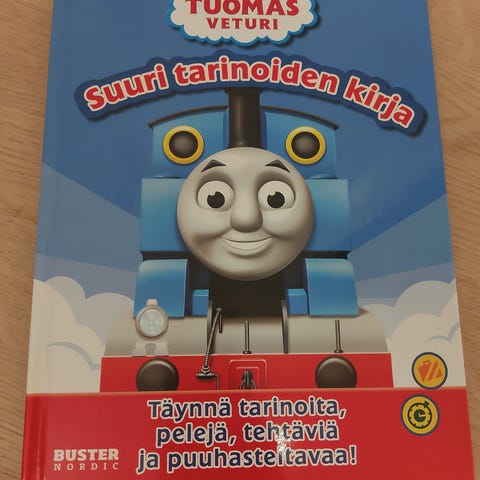 TUOMAS
VETURI
Suuri tarinoiden kirja
Täynnä tarinoita,
pelejä, tehtäviä
ja puuhasteltavaa!
BUSTER
NORDIC